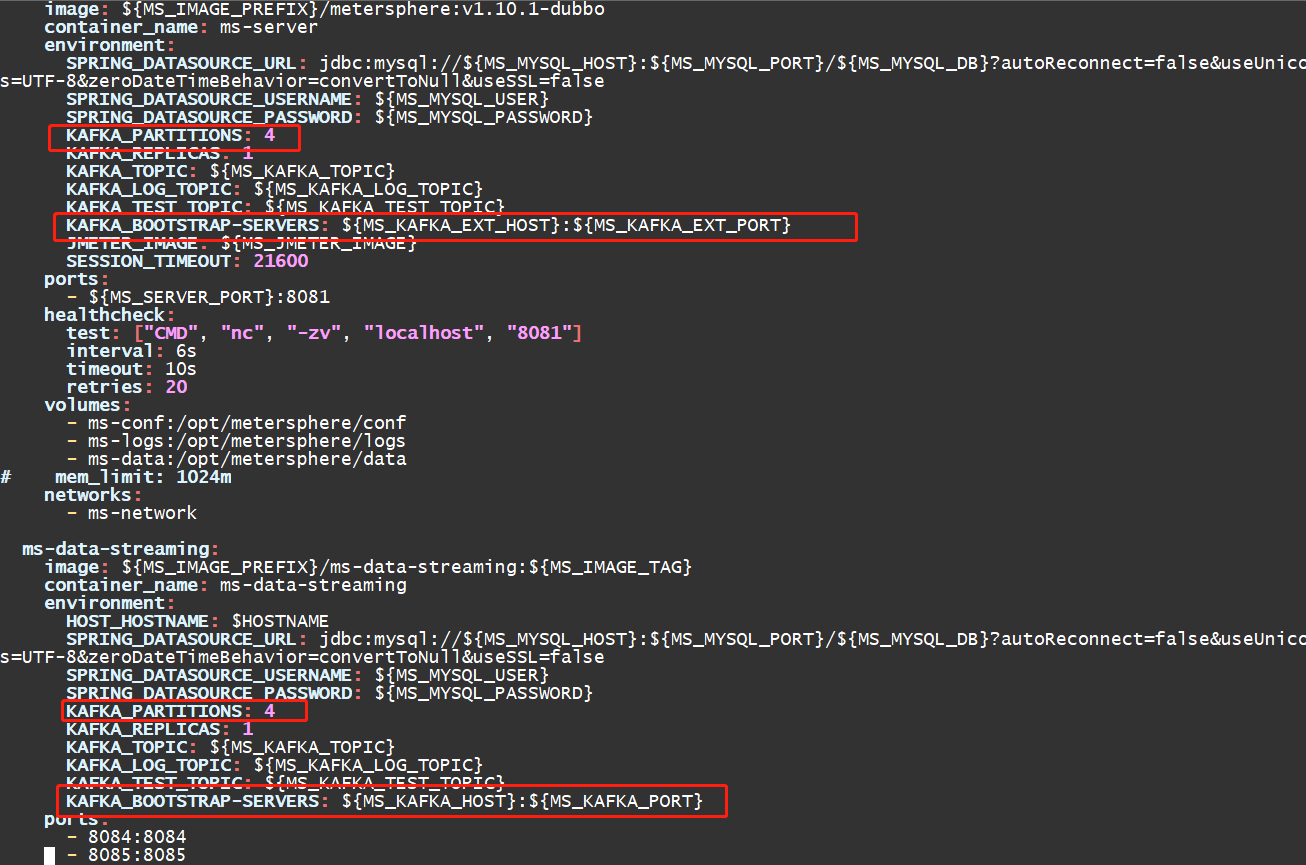 image: ${MS_IMAGE_PREFIX}/metersphere:v1.10.1-dubbo
container_name: ms-server
environment:
SPRING_DATASOURCE_URL: jdbc:mysql://${MS_MYSQL_HOST}:${MS_MYSQL_PORT}/${MS_MYSQL_DB}?autoReconnect=false&useUnico
s=UTF-8&zeroDateTimeBehavior=convertToNull&useSSL=false
SPRING_DATASOURCE_USERNAME: ${MS_MYSQL_USER}
SPRING_DATASOURCE_PASSWORD: ${MS_MYSQL_PASSWORD}
KAFKA_PARTITIONS: 4
KAFKA_REPLICAS: 1
KAFKA_TOPIC: ${MS_KAFKA_TOPIC}
KAFKA_LOG_TOPIC: ${MS_KAFKA_LOG_TOPIC}
KAFKA_TEST_TOPIC: ${MS_KAFKA_TEST_TOPIC}
KAFKA_BOOTSTRAP-SERVERS: ${MS_KAFKA_EXT_HOST}:${MS_KAFKA_EXT_PORT}
JMETER_IMAGE: ${MS_JMETER_IMAGE}
SESSION_TIMEOUT: 21600
ports:
- ${MS_SERVER_PORT}:8081
healthcheck:
test: ["CMD", "nc", "-zv", "localhost", "8081"]
interval: 6s
timeout: 10s
retries: 20
volumes:
- ms-conf:/opt/metersphere/conf
- ms-logs:/opt/metersphere/logs
- ms-data:/opt/metersphere/data
# mem_limit: 1024m
networks:
- ms-network
ms-data-streaming:
image: ${MS_IMAGE_PREFIX}/ms-data-streaming:${MS_IMAGE_TAG}
container_name: ms-data-streaming
environment:
HOST_HOSTNAME: $HOSTNAME
SPRING_DATASOURCE_URL: jdbc:mysql://${MS_MYSQL_HOST}:${MS_MYSQL_PORT}/${MS_MYSQL_DB}?autoReconnect=false&useUnico
s=UTF-8&zeroDateTimeBehavior=convertToNull&useSSL=false
SPRING_DATASOURCE_USERNAME: ${MS_MYSQL_USER}
SPRING_DATASOURCE_PASSWORD: ${MS_MYSQL_PASSWORD}
KAFKA_PARTITIONS: 4
KAFKA_REPLICAS: 1
KAFKA_TOPIC: ${MS_KAFKA_TOPIC}
KAFKA_LOG_TOPIC: ${MS_KAFKA_LOG_TOPIC}
KAFKA_TEST_TOPIC: ${MS_KAFKA_TEST_TOPIC}
KAFKA_BOOTSTRAP-SERVERS: ${MS_KAFKA_HOST}:${MS_KAFKA_PORT}
ports:
- 8084:8084
- 8085:8085